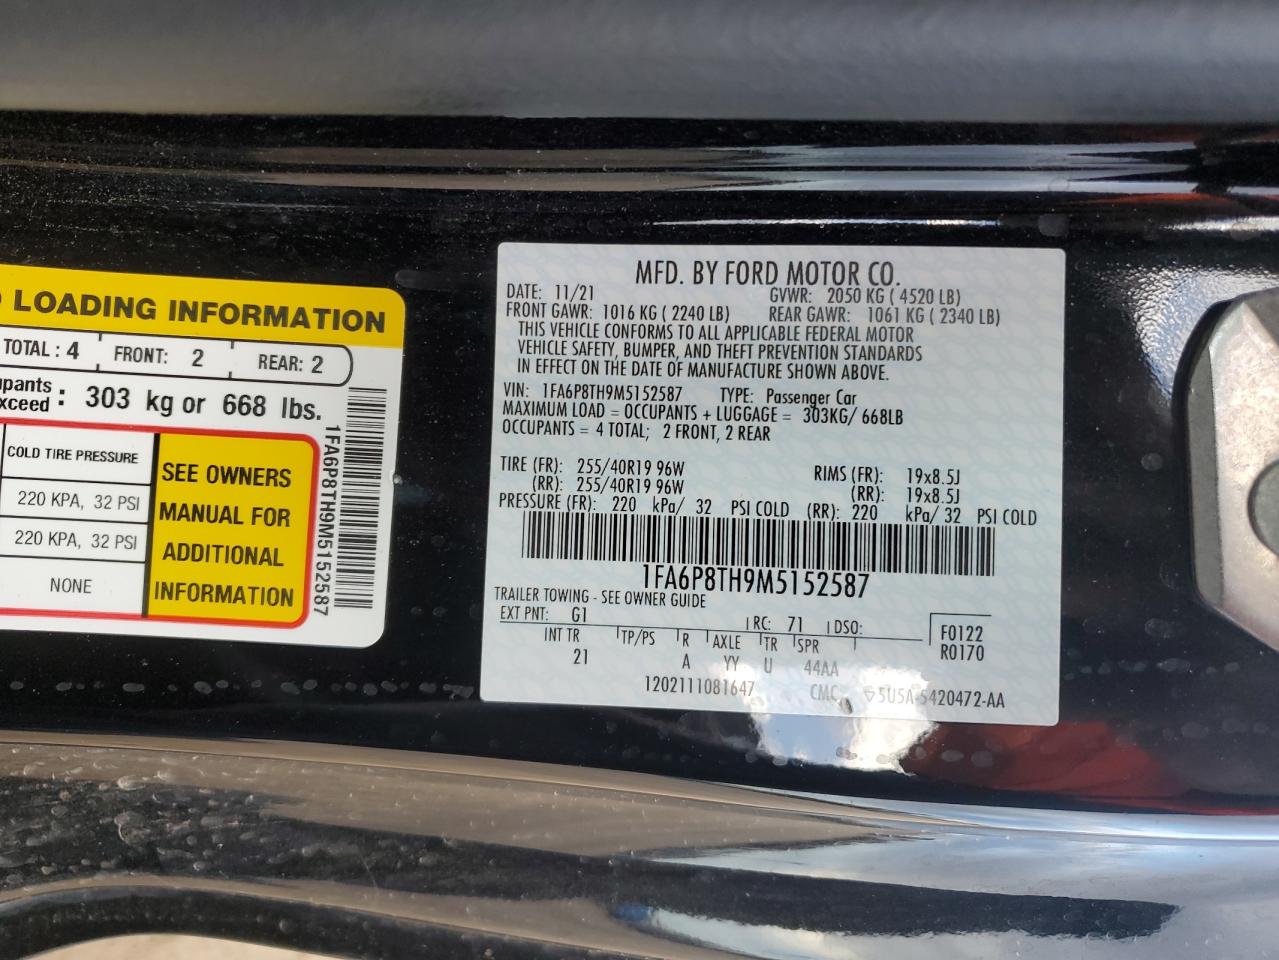 LOADING INFORMATION
TOTAL : 4 FRONT: 2 REAR: 2
303 kg or 668 lbs.
COLD TIRE PRESSURE
220 KPA, 32 PSI
220 KPA, 32 PSI
NONE
SEE OWNERS
MANUAL FOR
ADDITIONAL
INFORMATION
1FA6P8TH9M5152587
MFD. BY FORD MOTOR CO.
DATE: 11/21 GVWR: 2050 KG ( 4520 LB)
FRONT GAWR: 1016 KG ( 2240 LB) REAR GAWR: 1061 KG ( 2340 LB)
THIS VEHICLE CONFORMS TO ALL APPLICABLE FEDERAL MOTOR
VEHICLE SAFETY, BUMPER, AND THEFT PREVENTION STANDARDS
IN EFFECT ON THE DATE OF MANUFACTURE SHOWN ABOVE.
VIN: 1FA6P8TH9M5152587 TYPE: Passenger Car
MAXIMUM LOAD = OCCUPANTS + LUGGAGE = 303KG/ 668LB
OCCUPANTS = 4 TOTAL; 2 FRONT, 2 REAR
TIRE (FR): 255/40R19 96W RIMS (FR): 19x8.5J
(RR): 255/40R19 96W (RR): 19x8.5J
PRESSURE (FR): 220 kPa/ 32 PSI COLD (RR): 220 kPa/ 32 PSI COLD
1FA6P8TH9M5152587
TRAILER TOWING - SEE OWNER GUIDE
EXT PNT: G1 RC: 71 DSO: F0122
INT TR TP/PS R AXLE TR SPR R0170
21 A YY U 44AA
1202111081647 CMC 5U5A-5420472-AA